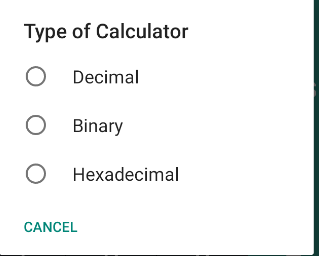 Type of Calculator
Decimal
Binary
Hexadecimal
CANCEL